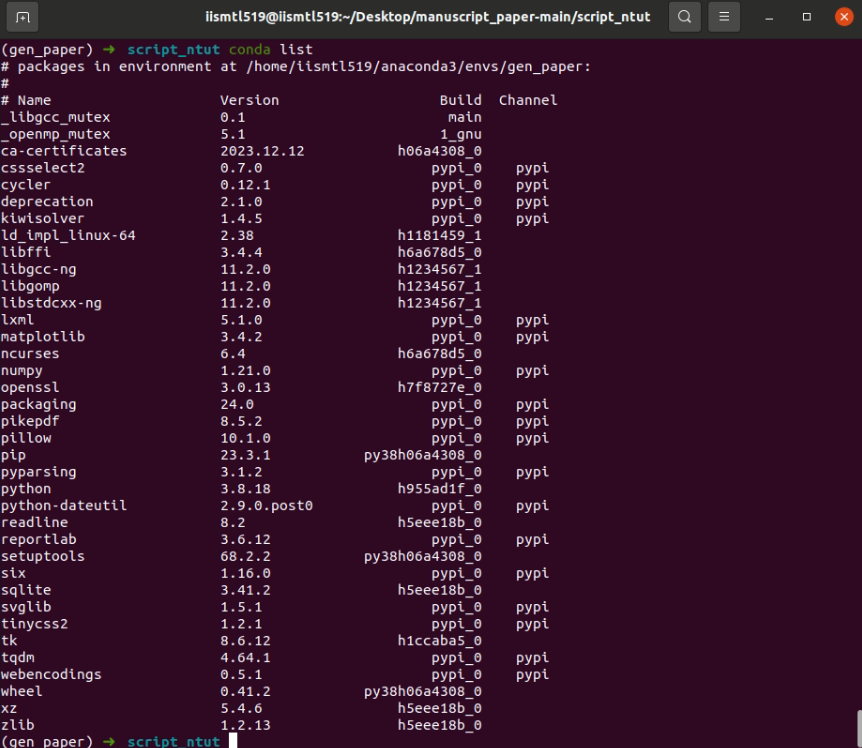 iismtl519@iismtl519:~/Desktop/manuscript_paper-main/script_ntut
(gen_paper) → script_ntut conda list
# packages in environment at /home/iismtl519/anaconda3/envs/gen_paper:
#
# Name Version Build Channel
_libgcc_mutex 0.1 main
_openmp_mutex 5.1 1_gnu
ca-certificates 2023.12.12 h06a4308_0
cssselect2 0.7.0 pypi_0 pypi
cycler 0.12.1 pypi_0 pypi
deprecation 2.1.0 pypi_0 pypi
kiwisolver 1.4.5 pypi_0 pypi
ld_impl_linux-64 2.38 h1181459_1
libffi 3.4.4 h6a678d5_0
libgcc-ng 11.2.0 h1234567_1
libgomp 11.2.0 h1234567_1
libstdcxx-ng 11.2.0 h1234567_1
lxml 5.1.0 pypi_0 pypi
matplotlib 3.4.2 pypi_0 pypi
ncurses 6.4 h6a678d5_0
numpy 1.21.0 pypi_0 pypi
openssl 3.0.13 h7f8727e_0
packaging 24.0 pypi_0 pypi
pikepdf 8.5.2 pypi_0 pypi
pillow 10.1.0 pypi_0 pypi
pip 23.3.1 py38h06a4308_0
pyparsing 3.1.2 pypi_0 pypi
python 3.8.18 h955ad1f_0
python-dateutil 2.9.0.post0 pypi_0 pypi
readline 8.2 h5eee18b_0
reportlab 3.6.12 pypi_0 pypi
setuptools 68.2.2 py38h06a4308_0
six 1.16.0 pypi_0 pypi
sqlite 3.41.2 h5eee18b_0
svglib 1.5.1 pypi_0 pypi
tinycss2 1.2.1 pypi_0 pypi
tk 8.6.12 h1ccaba5_0
tqdm 4.64.1 pypi_0 pypi
webencodings 0.5.1 pypi_0 pypi
wheel 0.41.2 py38h06a4308_0
xz 5.4.6 h5eee18b_0
zlib 1.2.13 h5eee18b_0
(gen_paper) → script_ntut